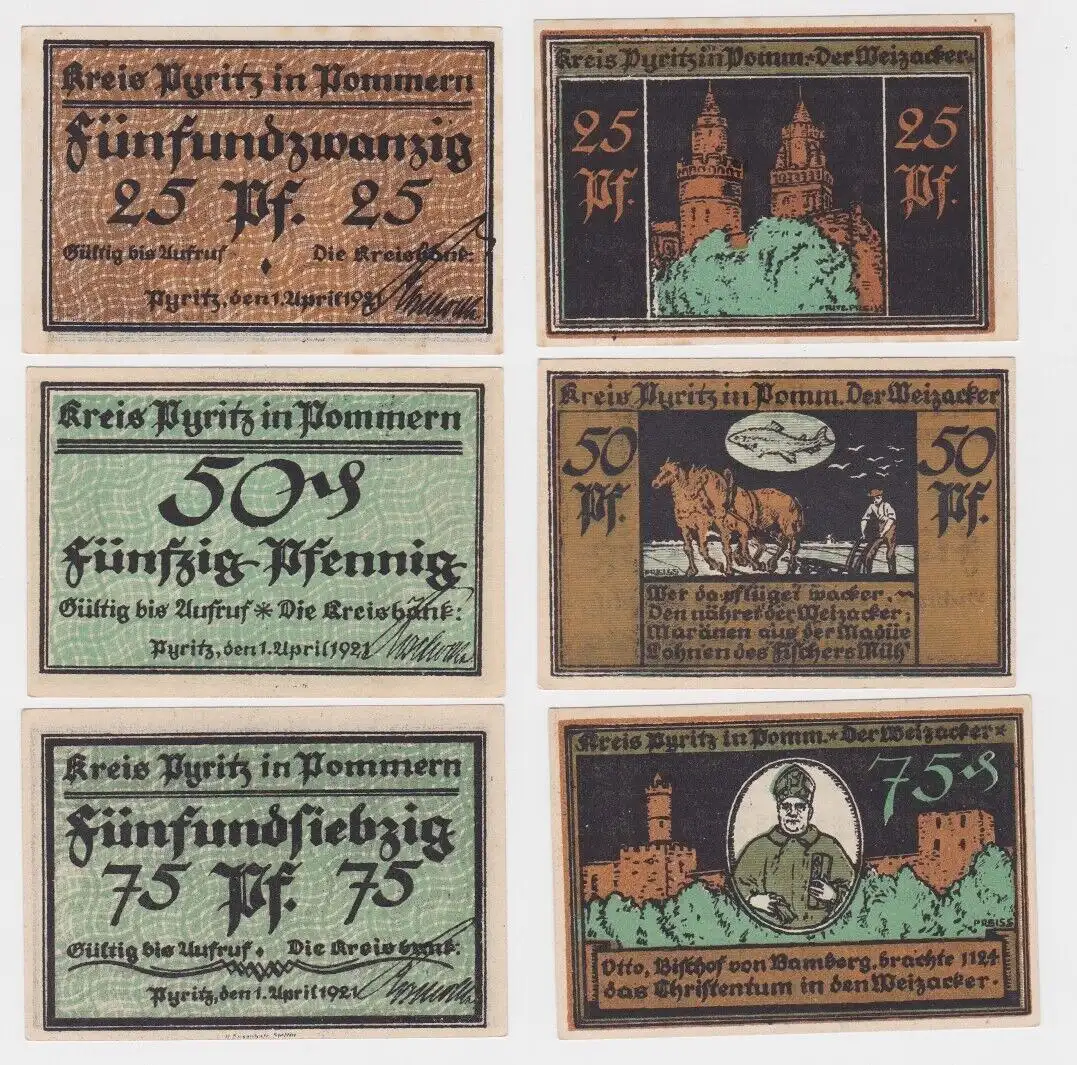 Kreis Pyritz in Pommern
Fünfundzwanzig
25 Pf. 25
Gültig bis Aufruf Die Kreisbank:
Pyritz, den 1. April 1921
Kreis Pyritz in Pomm. Der Weizacker
25 Pf.
25 Pf.
FRITZ PREISS
Kreis Pyritz in Pommern
50 ₰
Fünfzig Pfennig
Gültig bis Aufruf * Die Kreisbank:
Pyritz, den 1. April 1921
Kreis Pyritz in Pomm. Der Weizacker
50 Pf.
50 Pf.
PREISS
Wer da pflüget wacker,
Den nähret der Weizacker,
Maränen aus der Madüe
Lohnen des Fischers Müh'
Kreis Pyritz in Pommern
Fünfundsiebzig
75 Pf. 75
Gültig bis Aufruf. Die Kreisbank:
Pyritz, den 1. April 1921
Kreis Pyritz in Pomm. * Der Weizacker *
75 ₰
PREISS
Otto, Bischof von Bamberg, brachte 1124
das Christentum in den Weizacker.